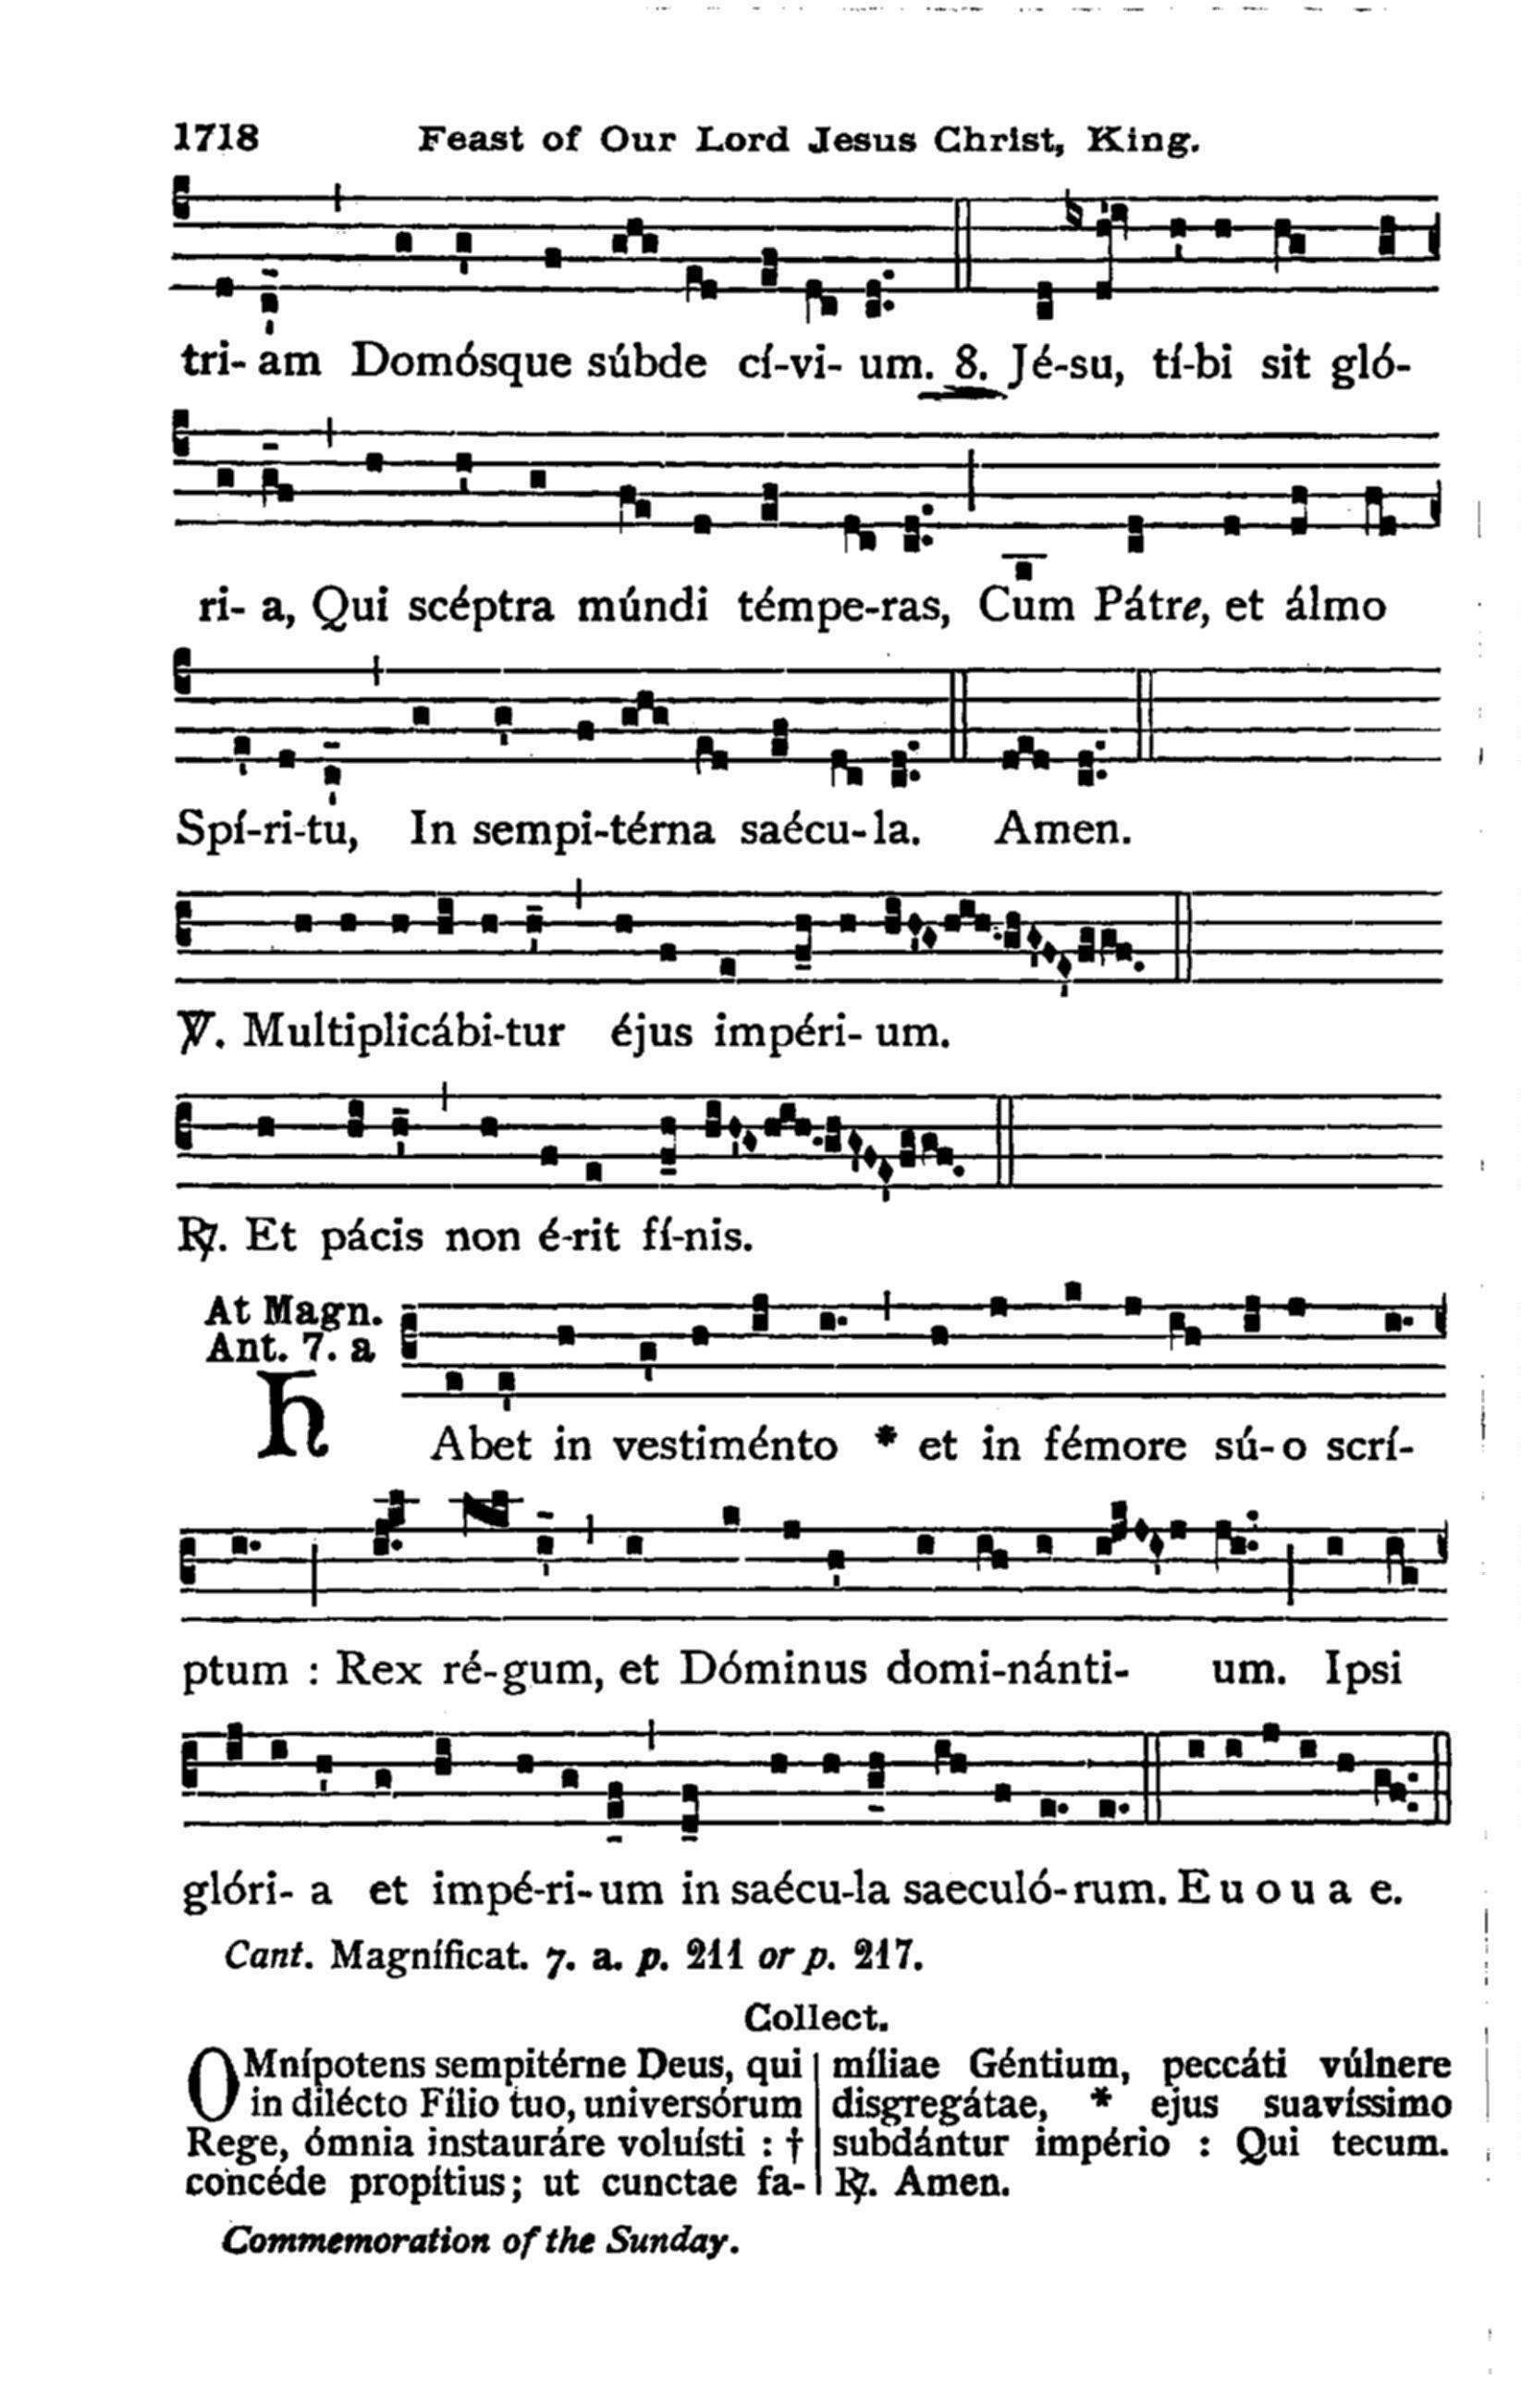 1718 Feast of Our Lord Jesus Christ, King.
tri- am Domósque súbde cí-vi- um. 8. Jé-su, tí-bi sit gló-
ri- a, Qui scéptra múndi témpe-ras, Cum Pátre, et álmo
Spí-ri-tu, In sempi-térna saécu-la. Amen.
℣. Multiplicábi-tur éjus impéri- um.
℟. Et pácis non é-rit fí-nis.
At Magn.
Ant. 7. a
HAbet in vestiménto * et in fémore sú-o scrí-
ptum : Rex ré-gum, et Dóminus domi-nánti- um. Ipsi
glóri- a et impé-ri-um in saécu-la saeculó-rum. E u o u a e.
Cant. Magníficat. 7. a. p. 211 or p. 217.
Collect.
OMnípotens sempitérne Deus, qui
in dilécto Fílio tuo, universórum
Rege, ómnia instauráre voluísti : †
concéde propítius; ut cunctae fa-
míliae Géntium, peccáti vúlnere
disgregátae, * ejus suavíssimo
subdántur império : Qui tecum.
℟. Amen.
Commemoration of the Sunday.